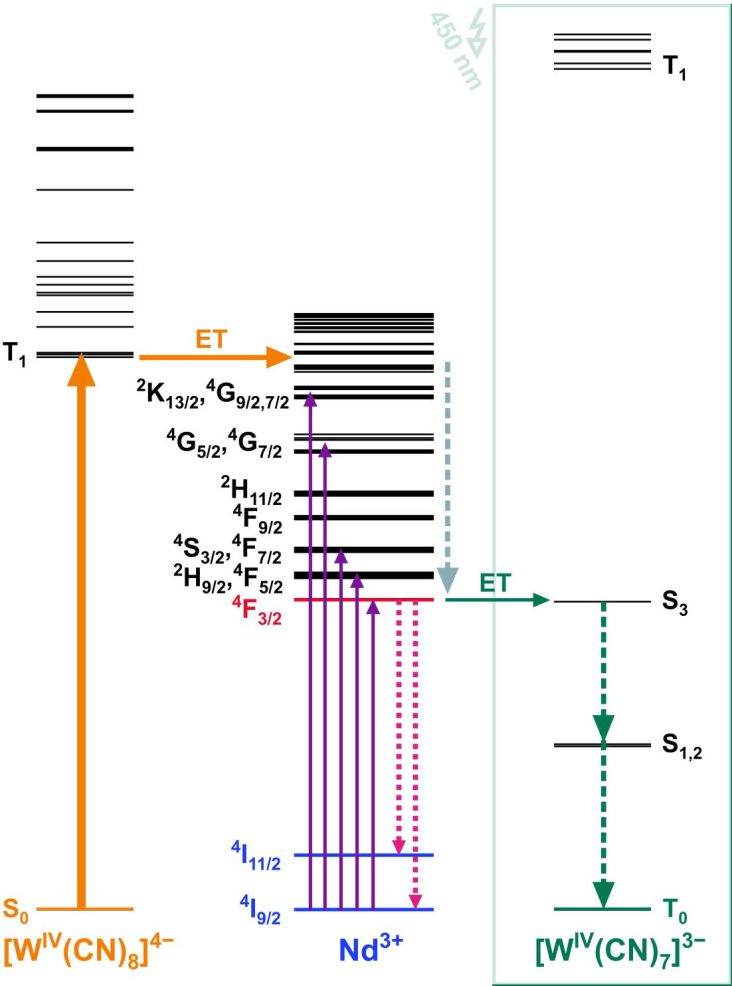 450 nm
T₁
T₁
ET
²K₁₃/₂,⁴G₉/₂,₇/₂
⁴G₅/₂,⁴G₇/₂
²H₁₁/₂
⁴F₉/₂
⁴S₃/₂,⁴F₇/₂
²H₉/₂,⁴F₅/₂
ET
⁴F₃/₂
S₃
S₁,₂
⁴I₁₁/₂
S₀
⁴I₉/₂
T₀
[Wᴵⱽ(CN)₈]⁴⁻
Nd³⁺
[Wᴵⱽ(CN)₇]³⁻